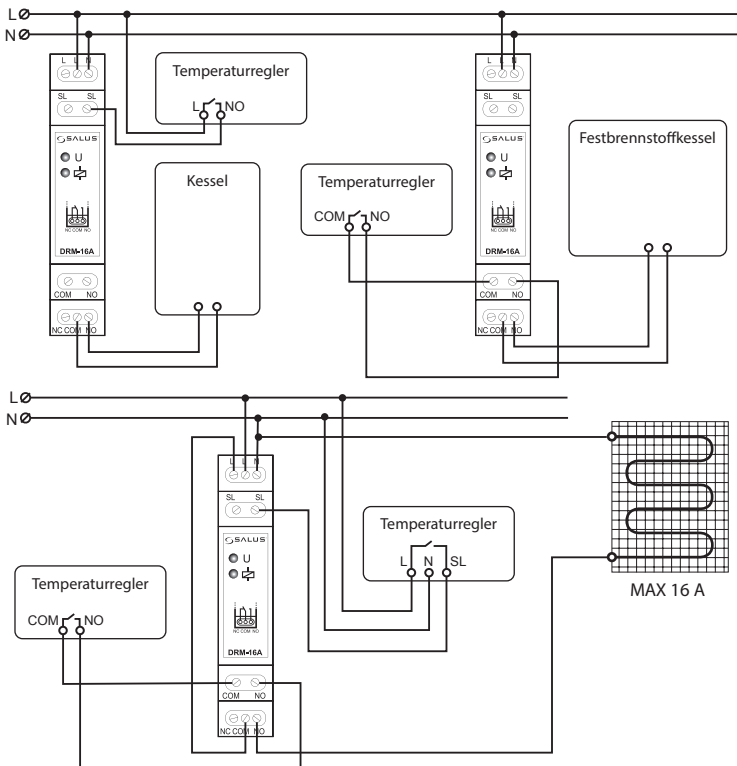 L
N
L L N
SL SL
SALUS
U
NC COM NO
DRM-16A
COM NO
NC COM NO
Temperaturregler
L NO
Kessel
Temperaturregler
COM NO
L L N
SL SL
SALUS
U
NC COM NO
DRM-16A
COM NO
NC COM NO
Festbrennstoffkessel
L
N
L L N
SL SL
SALUS
U
NC COM NO
DRM-16A
COM NO
NC COM NO
Temperaturregler
L N SL
Temperaturregler
COM NO
MAX 16 A